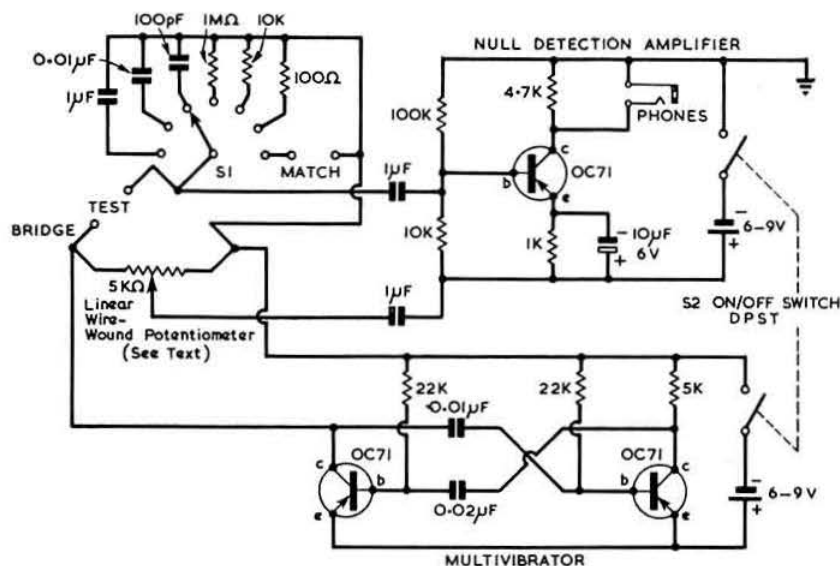 100pF
1MΩ
10K
0·01µF
1µF
100Ω
NULL DETECTION AMPLIFIER
4·7K
PHONES
100K
c
b
e
OC71
S1
MATCH
1µF
TEST
BRIDGE
10K
1K
10µF
6V
6-9V
5KΩ
Linear
Wire-
Wound Potentiometer
(See Text)
1µF
S2 ON/OFF SWITCH
DPST
22K
22K
5K
0.01µF
OC71
OC71
c
b
e
c
b
e
0·02µF
6-9V
MULTIVIBRATOR